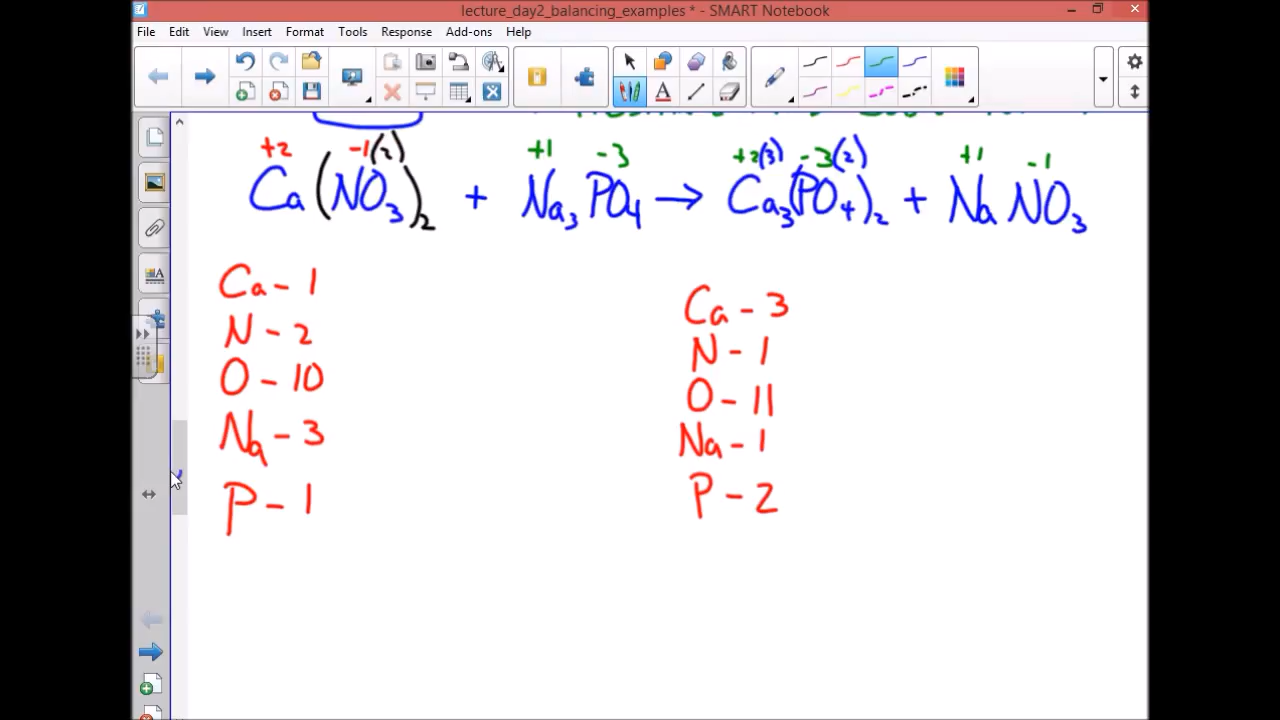 lecture_day2_balancing_examples * - SMART Notebook
File Edit View Insert Format Tools Response Add-ons Help
+2 -1(2) +1 -3 +2(3) -3(2) +1 -1
Ca(NO₃)₂ + Na₃PO₄ → Ca₃(PO₄)₂ + NaNO₃
Ca - 1
N - 2
O - 10
Na - 3
P - 1
Ca - 3
N - 1
O - 11
Na - 1
P - 2